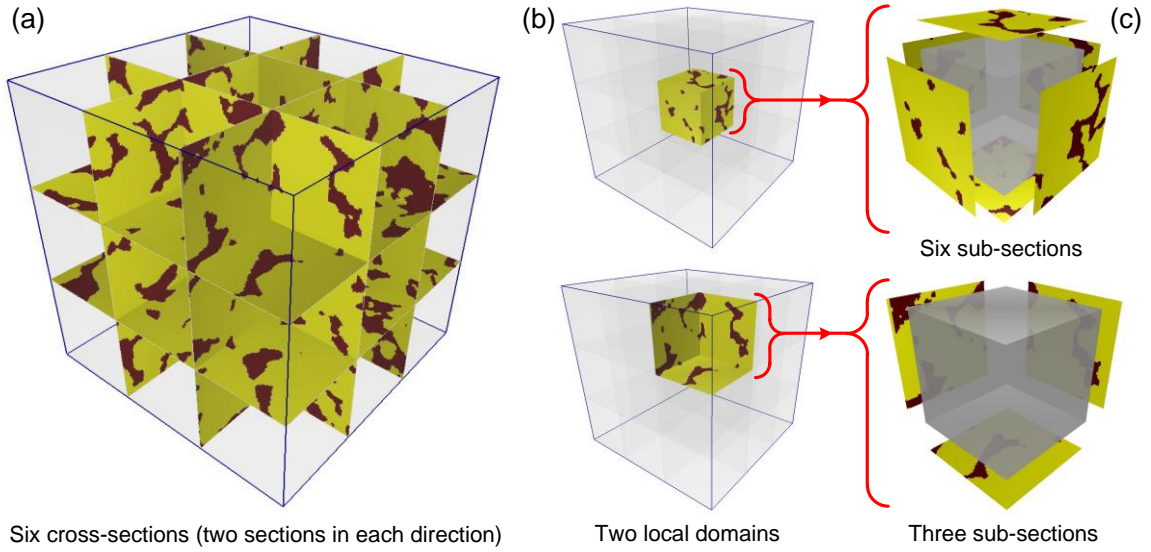 (a)
(b)
(c)
Six sub-sections
Six cross-sections (two sections in each direction)
Two local domains
Three sub-sections